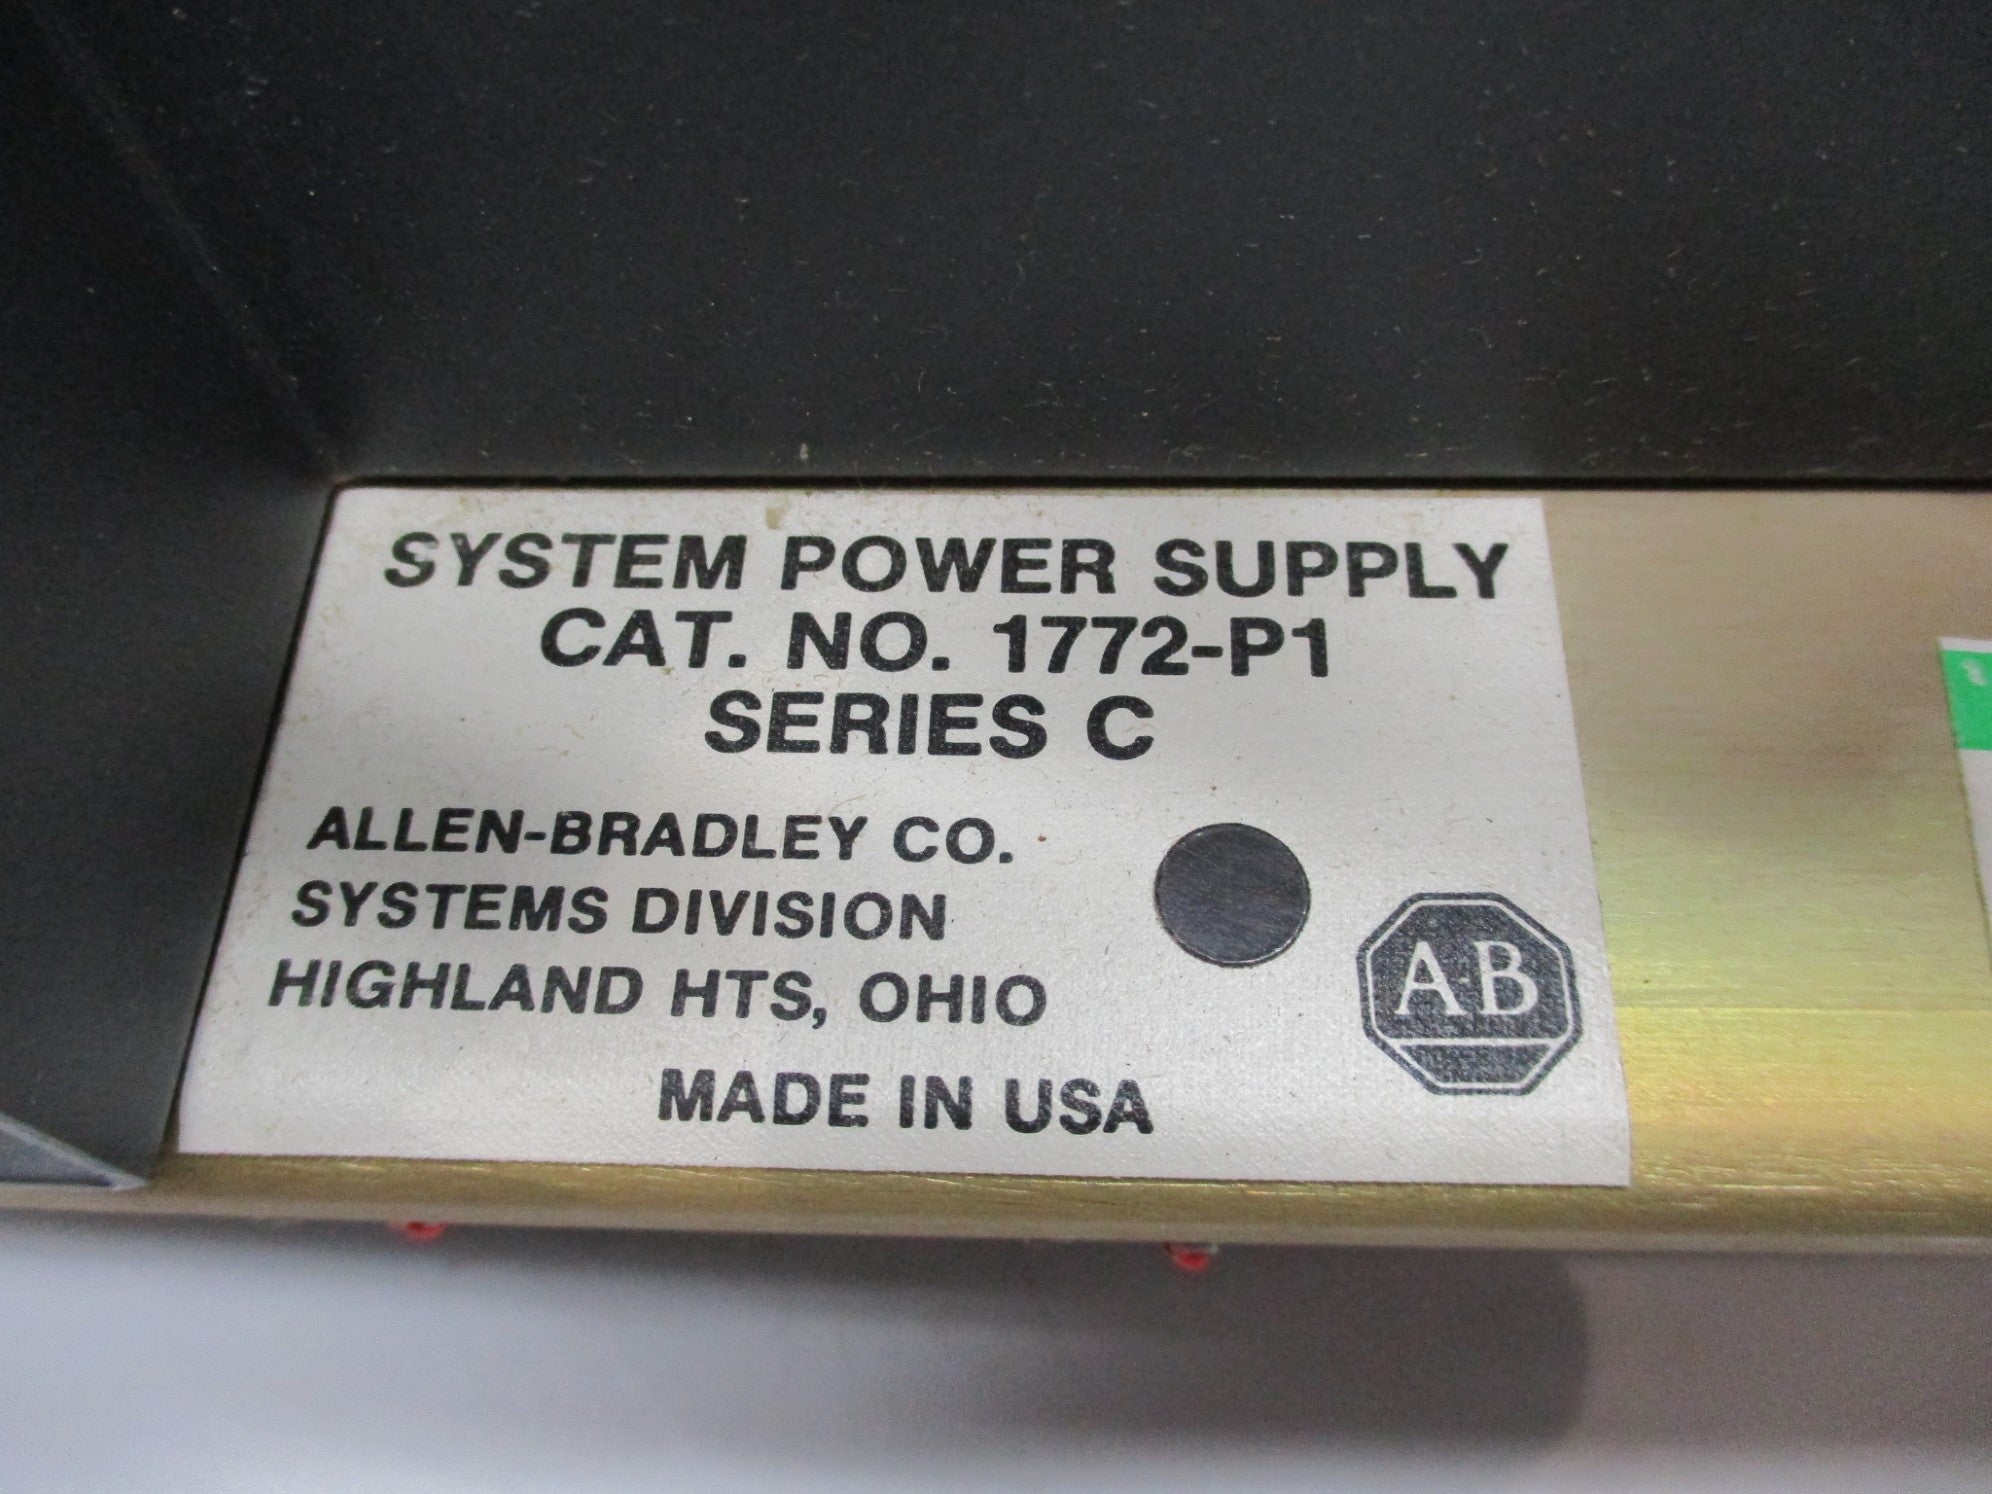 SYSTEM POWER SUPPLY
CAT. NO. 1772-P1
SERIES C
ALLEN-BRADLEY CO.
SYSTEMS DIVISION
HIGHLAND HTS, OHIO
MADE IN USA
A-B